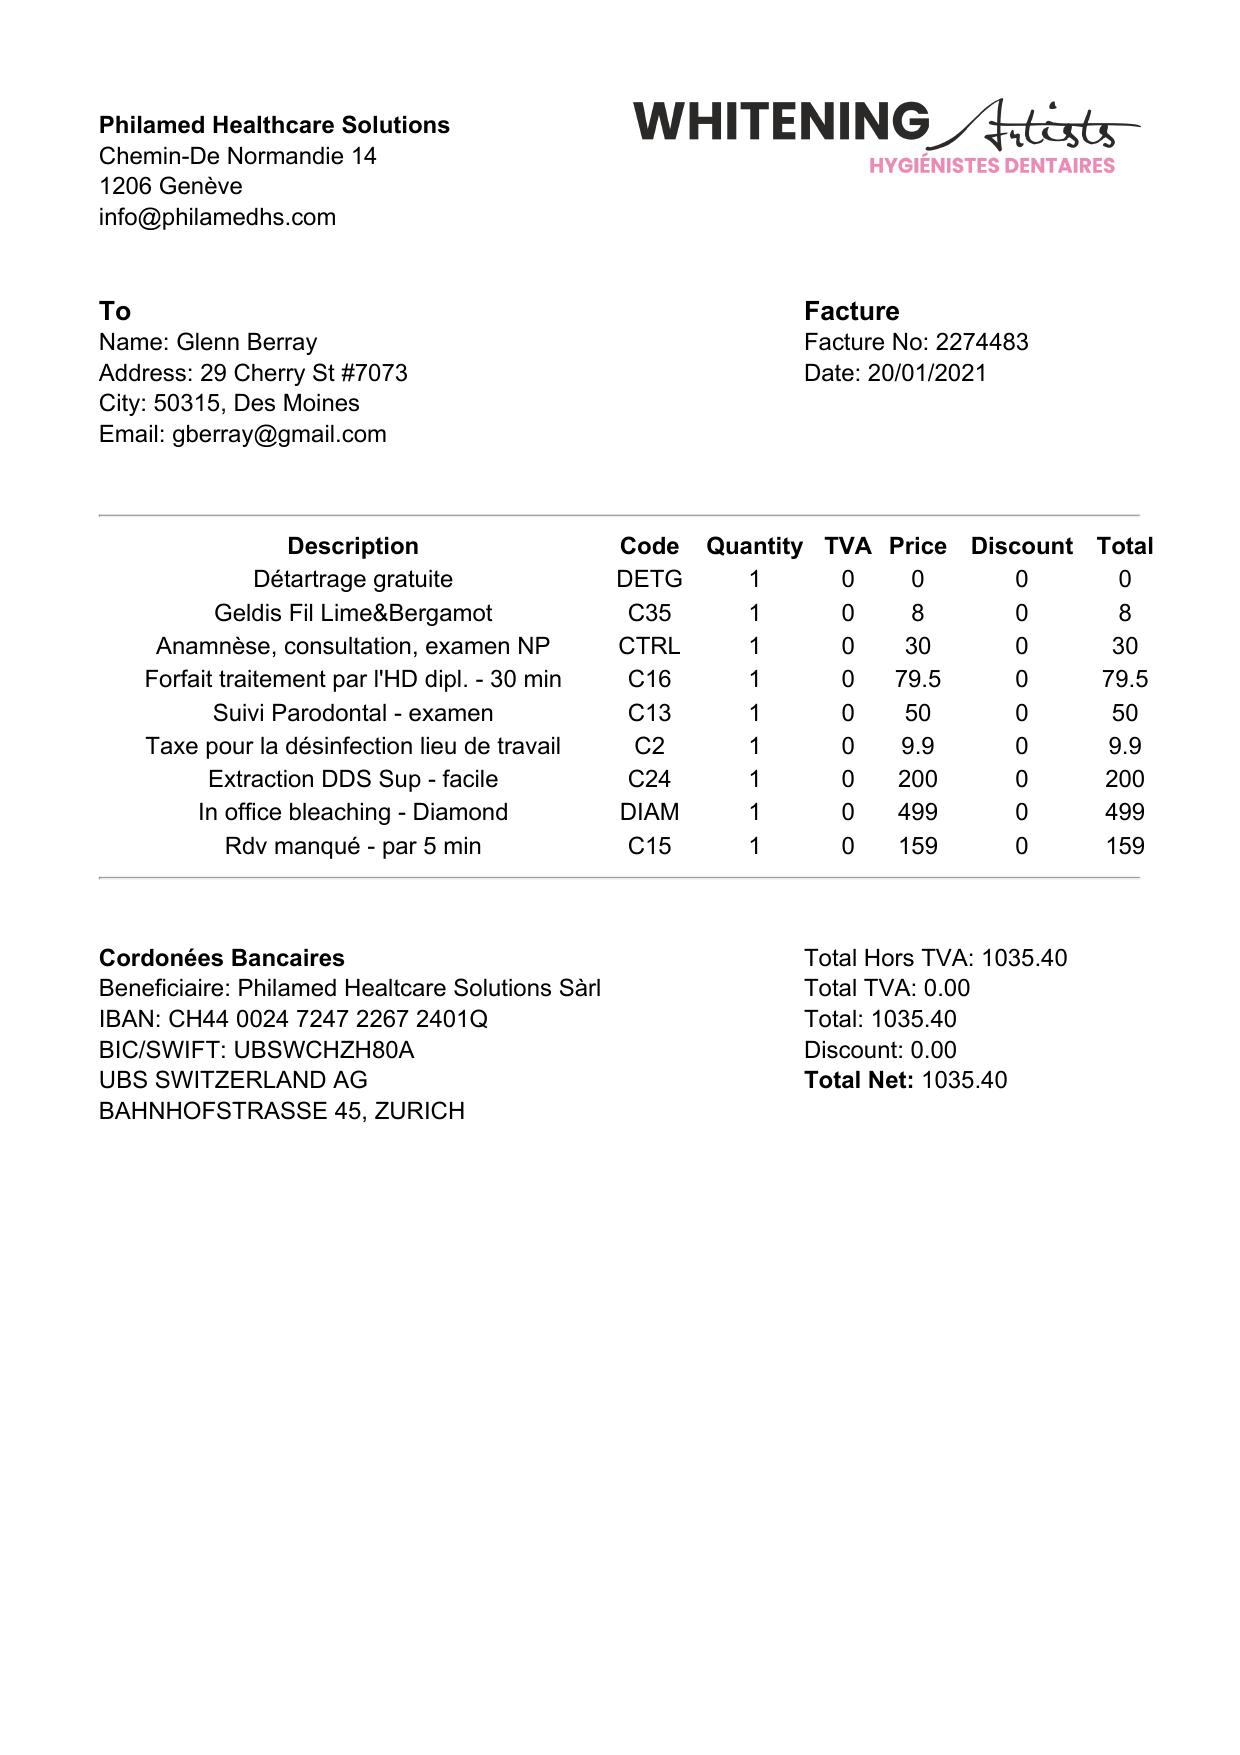 Philamed Healthcare Solutions
Chemin-De Normandie 14
1206 Genève
info@philamedhs.com
WHITENING Artists
HYGIÉNISTES DENTAIRES
To
Name: Glenn Berray
Address: 29 Cherry St #7073
City: 50315, Des Moines
Email: gberray@gmail.com
Facture
Facture No: 2274483
Date: 20/01/2021
Description Code Quantity TVA Price Discount Total
Détartrage gratuite DETG 1 0 0 0 0
Geldis Fil Lime&Bergamot C35 1 0 8 0 8
Anamnèse, consultation, examen NP CTRL 1 0 30 0 30
Forfait traitement par l'HD dipl. - 30 min C16 1 0 79.5 0 79.5
Suivi Parodontal - examen C13 1 0 50 0 50
Taxe pour la désinfection lieu de travail C2 1 0 9.9 0 9.9
Extraction DDS Sup - facile C24 1 0 200 0 200
In office bleaching - Diamond DIAM 1 0 499 0 499
Rdv manqué - par 5 min C15 1 0 159 0 159
Cordonées Bancaires
Beneficiaire: Philamed Healtcare Solutions Sàrl
IBAN: CH44 0024 7247 2267 2401Q
BIC/SWIFT: UBSWCHZH80A
UBS SWITZERLAND AG
BAHNHOFSTRASSE 45, ZURICH
Total Hors TVA: 1035.40
Total TVA: 0.00
Total: 1035.40
Discount: 0.00
Total Net: 1035.40